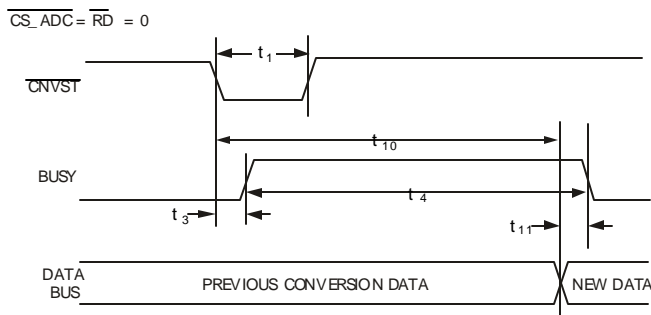 CS_ADC = RD = 0
t1
CNVST
t10
BUSY
t4
t3
t11
DATA BUS
PREVIOUS CONVERSION DATA
NEW DATA